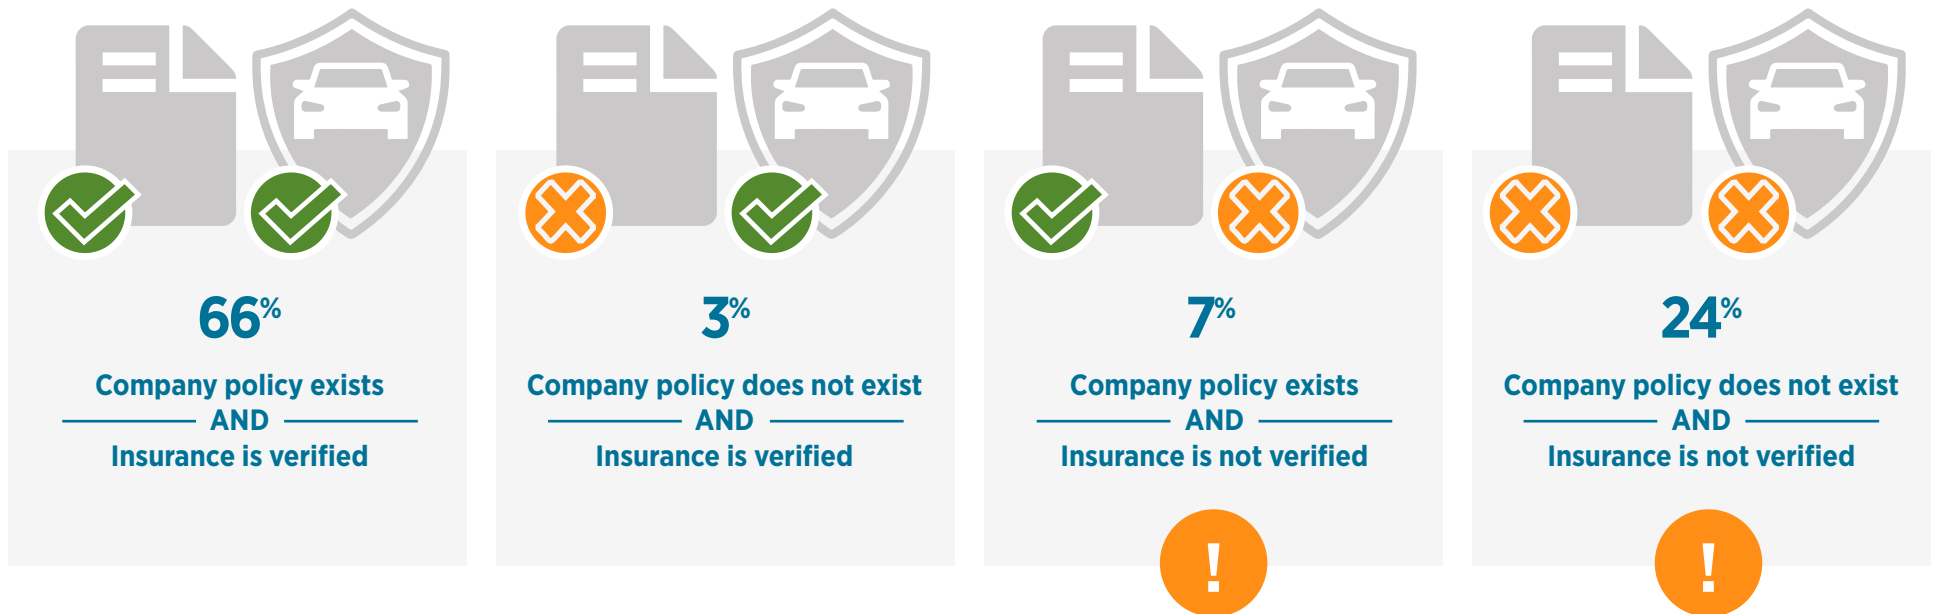 66%
Company policy exists
AND
Insurance is verified
3%
Company policy does not exist
AND
Insurance is verified
7%
Company policy exists
AND
Insurance is not verified
!
24%
Company policy does not exist
AND
Insurance is not verified
!